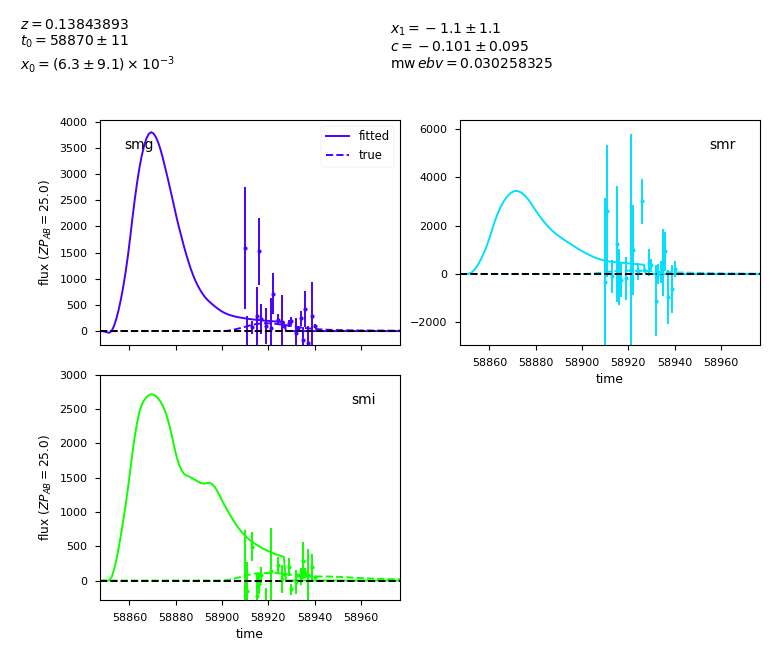 z = 0.13843893
t₀ = 58870 ± 11
x₀ = (6.3 ± 9.1) × 10⁻³
x₁ = −1.1 ± 1.1
c = −0.101 ± 0.095
mw ebv = 0.030258325
smg
fitted
true
4000
3500
3000
2500
2000
1500
1000
500
0
flux (ZP_AB = 25.0)
smr
6000
4000
2000
0
−2000
58860 58880 58900 58920 58940 58960
time
smi
3000
2500
2000
1500
1000
500
0
flux (ZP_AB = 25.0)
58860 58880 58900 58920 58940 58960
time